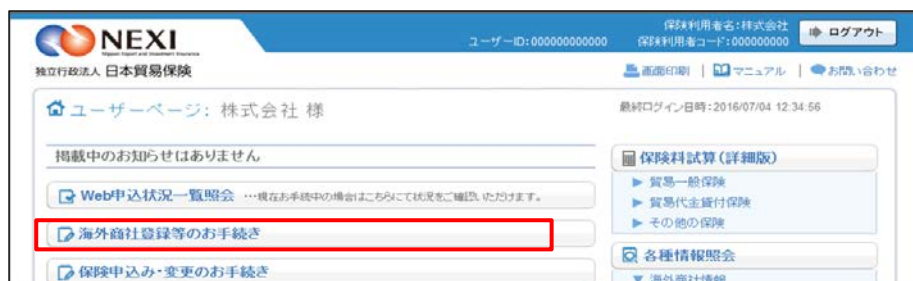 NEXI
Nippon Export and Investment Insurance
独立行政法人 日本貿易保険
ユーザーID:000000000000
保険利用者名:株式会社
保険利用者コード:000000000
ログアウト
画面印刷 | マニュアル | お問い合わせ
ユーザーページ: 株式会社 様
最終ログイン日時:2016/07/04 12:34:56
掲載中のお知らせはありません
Web申込状況一覧照会 …現在お手続中の場合はこちらにて状況をご確認いただけます。
海外商社登録等のお手続き
保険申込み・変更のお手続き
保険料試算(詳細版)
貿易一般保険
貿易代金貸付保険
その他の保険
各種情報照会
海外商社情報